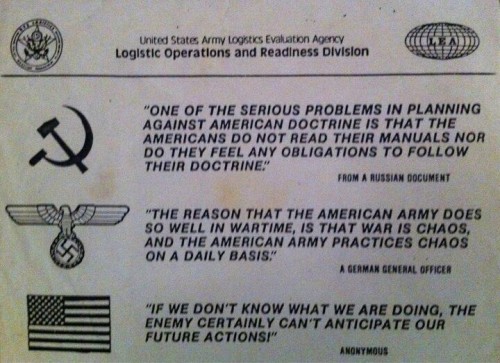 United States Army Logistics Evaluation Agency
Logistic Operations and Readiness Division
LEA
"ONE OF THE SERIOUS PROBLEMS IN PLANNING
AGAINST AMERICAN DOCTRINE IS THAT THE
AMERICANS DO NOT READ THEIR MANUALS NOR
DO THEY FEEL ANY OBLIGATIONS TO FOLLOW
THEIR DOCTRINE."
FROM A RUSSIAN DOCUMENT
"THE REASON THAT THE AMERICAN ARMY DOES
SO WELL IN WARTIME, IS THAT WAR IS CHAOS,
AND THE AMERICAN ARMY PRACTICES CHAOS
ON A DAILY BASIS."
A GERMAN GENERAL OFFICER
"IF WE DON'T KNOW WHAT WE ARE DOING, THE
ENEMY CERTAINLY CAN'T ANTICIPATE OUR
FUTURE ACTIONS!"
ANONYMOUS